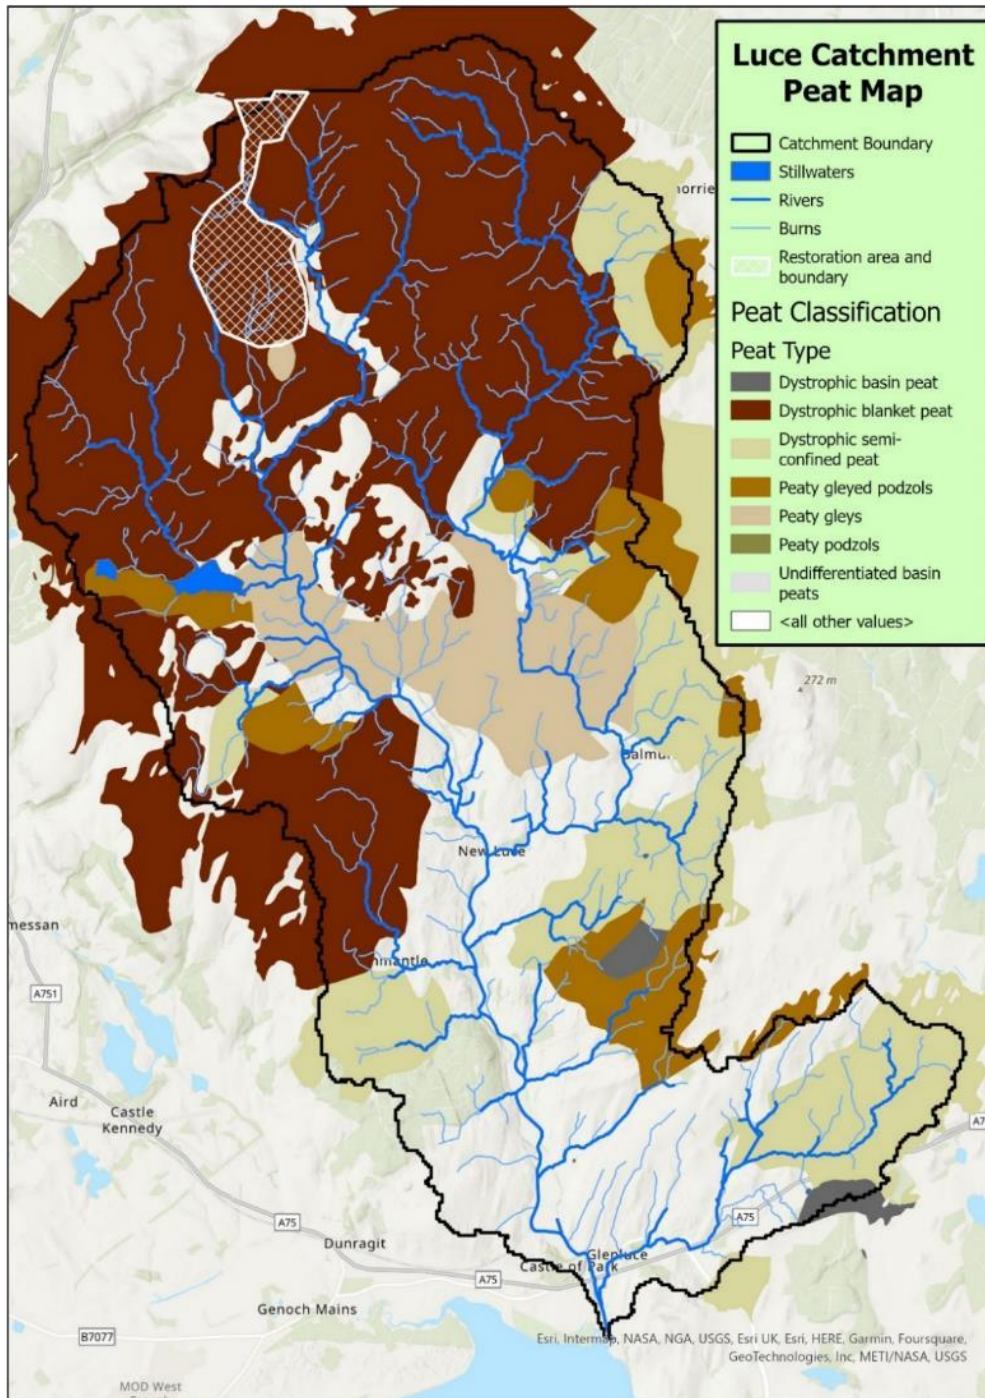 Luce Catchment
Peat Map
Catchment Boundary
Stillwaters
Rivers
Burns
Restoration area and
boundary
Peat Classification
Peat Type
Dystrophic basin peat
Dystrophic blanket peat
Dystrophic semi-
confined peat
Peaty gleyed podzols
Peaty gleys
Peaty podzols
Undifferentiated basin
peats
<all other values>
horrie
272 m
New Luce
messan
A751
Aird
Castle
Kennedy
A75
Dunragit
A75
Glenluce
Castle of Park
A75
Genoch Mains
B7077
MOD West
Esri, Intermap, NASA, NGA, USGS, Esri UK, Esri, HERE, Garmin, Foursquare,
GeoTechnologies, Inc, METI/NASA, USGS